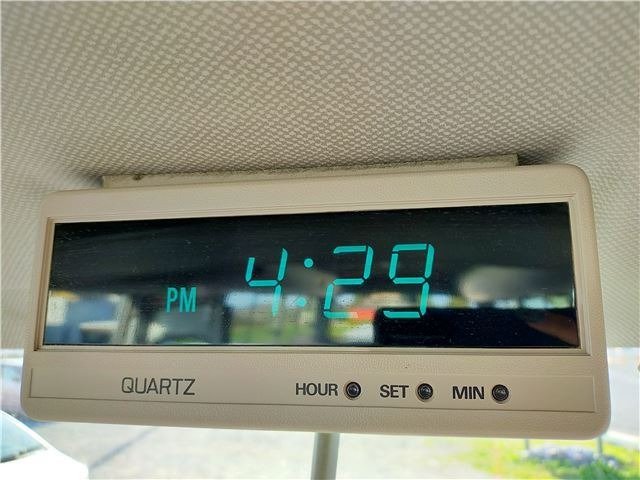 PM 4:29
QUARTZ HOUR SET MIN